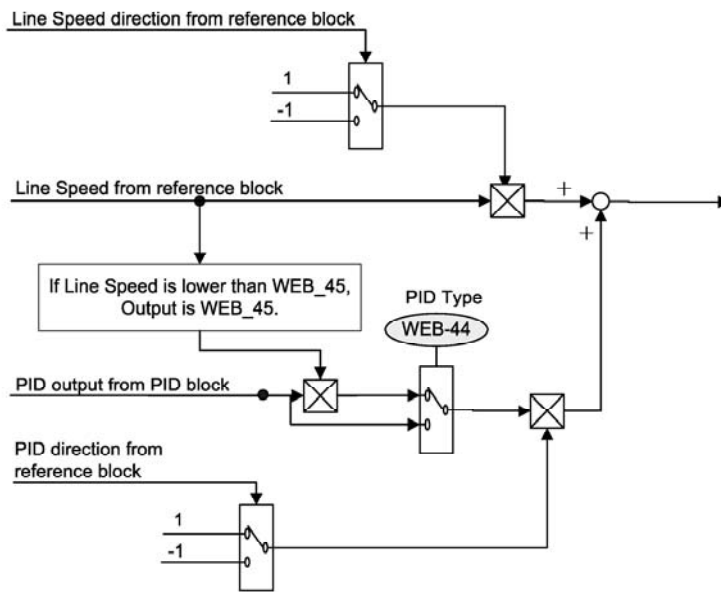 Line Speed direction from reference block
1
-1
Line Speed from reference block
+
+
If Line Speed is lower than WEB_45,
Output is WEB_45.
PID Type
WEB-44
PID output from PID block
PID direction from
reference block
1
-1